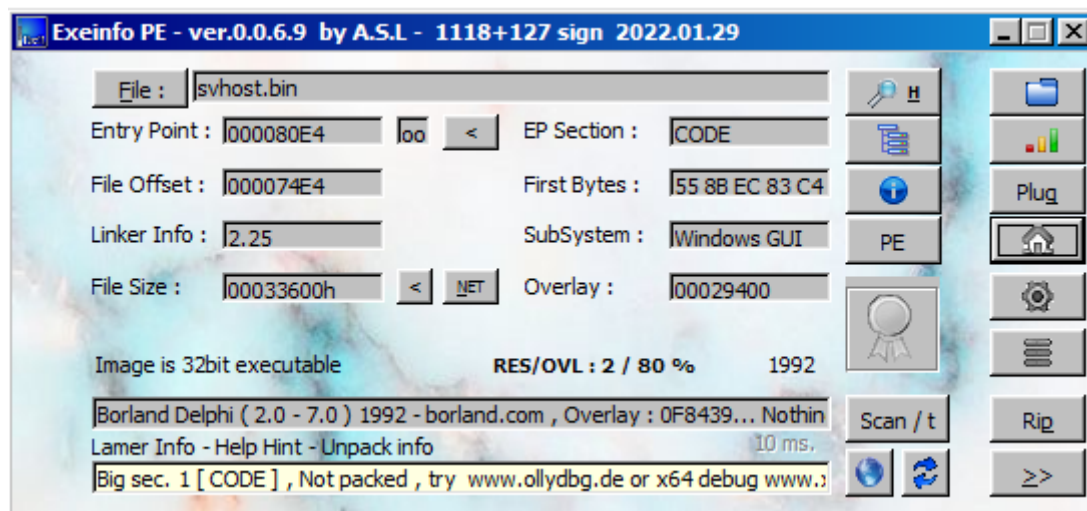 Exeinfo PE - ver.0.0.6.9 by A.S.L - 1118+127 sign 2022.01.29
File : svhost.bin H
Entry Point : 000080E4 oo < EP Section : CODE
File Offset : 000074E4 First Bytes : 55 8B EC 83 C4 Plug
Linker Info : 2.25 SubSystem : Windows GUI PE
File Size : 00033600h < NET Overlay : 00029400
Image is 32bit executable RES/OVL : 2 / 80 % 1992
Borland Delphi ( 2.0 - 7.0 ) 1992 - borland.com , Overlay : 0F8439... Nothin Scan / t Rip
Lamer Info - Help Hint - Unpack info 10 ms.
Big sec. 1 [ CODE ] , Not packed , try www.ollydbg.de or x64 debug www. >>